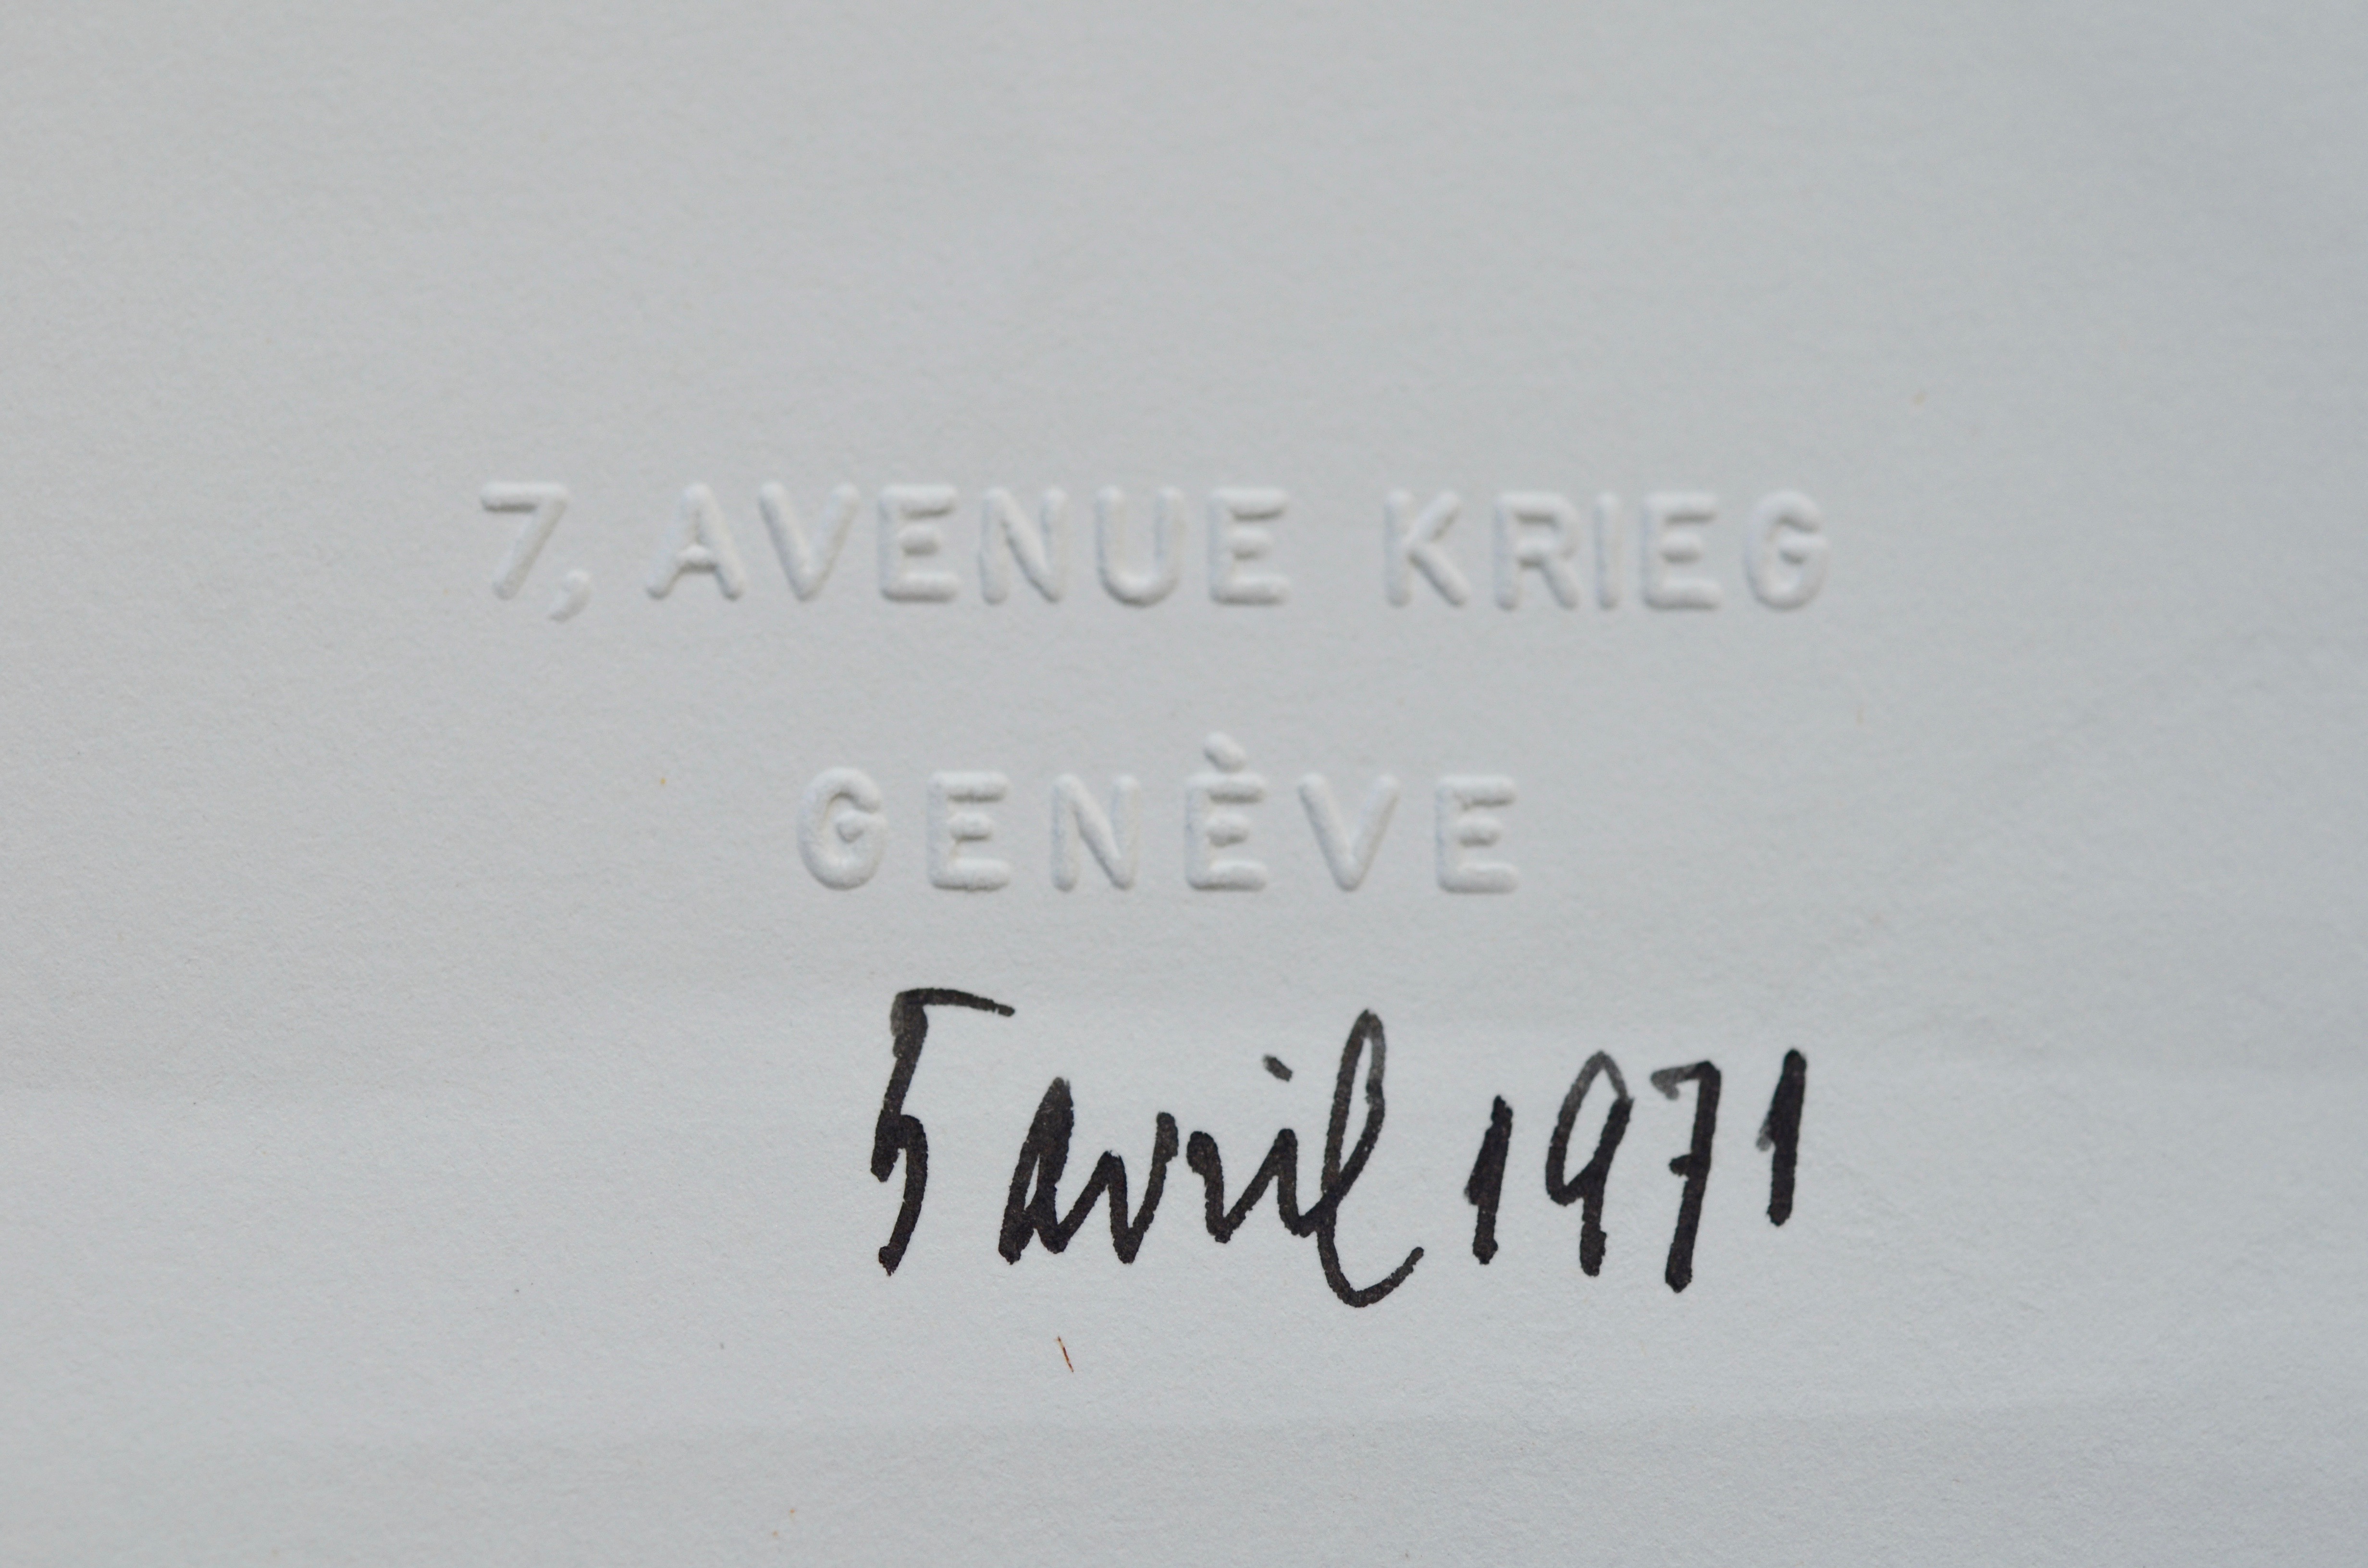 7, AVENUE KRIEG
GENÈVE
5 avril 1971